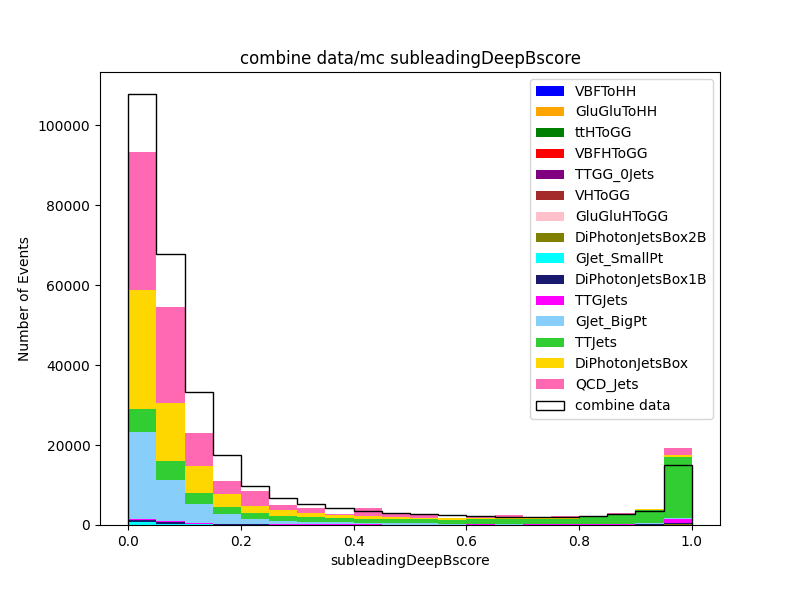 combine data/mc subleadingDeepBscore
Number of Events
100000
80000
60000
40000
20000
0
0.0 0.2 0.4 0.6 0.8 1.0
subleadingDeepBscore
VBFToHH
GluGluToHH
ttHToGG
VBFHToGG
TTGG_0Jets
VHToGG
GluGluHToGG
DiPhotonJetsBox2B
GJet_SmallPt
DiPhotonJetsBox1B
TTGJets
GJet_BigPt
TTJets
DiPhotonJetsBox
QCD_Jets
combine data